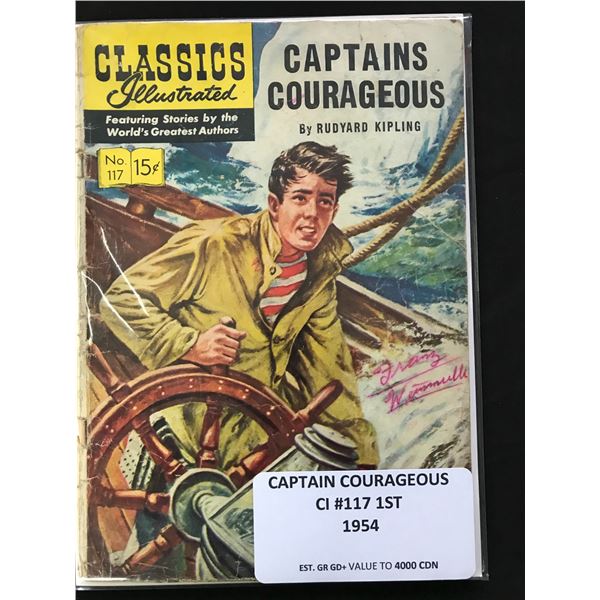 CLASSICS
Illustrated
Featuring Stories by the
World's Greatest Authors
No.
117
15¢
CAPTAINS
COURAGEOUS
By RUDYARD KIPLING
Franz
CAPTAIN COURAGEOUS
CI #117 1ST
1954
EST. GR GD+ VALUE TO 4000 CDN